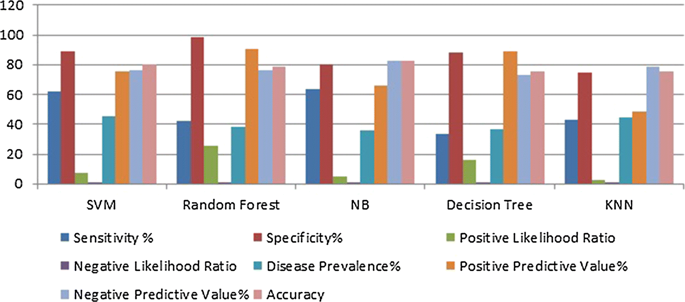 120
100
80
60
40
20
0
SVM Random Forest NB Decision Tree KNN
Sensitivity % Specificity% Positive Likelihood Ratio
Negative Likelihood Ratio Disease Prevalence% Positive Predictive Value%
Negative Predictive Value% Accuracy